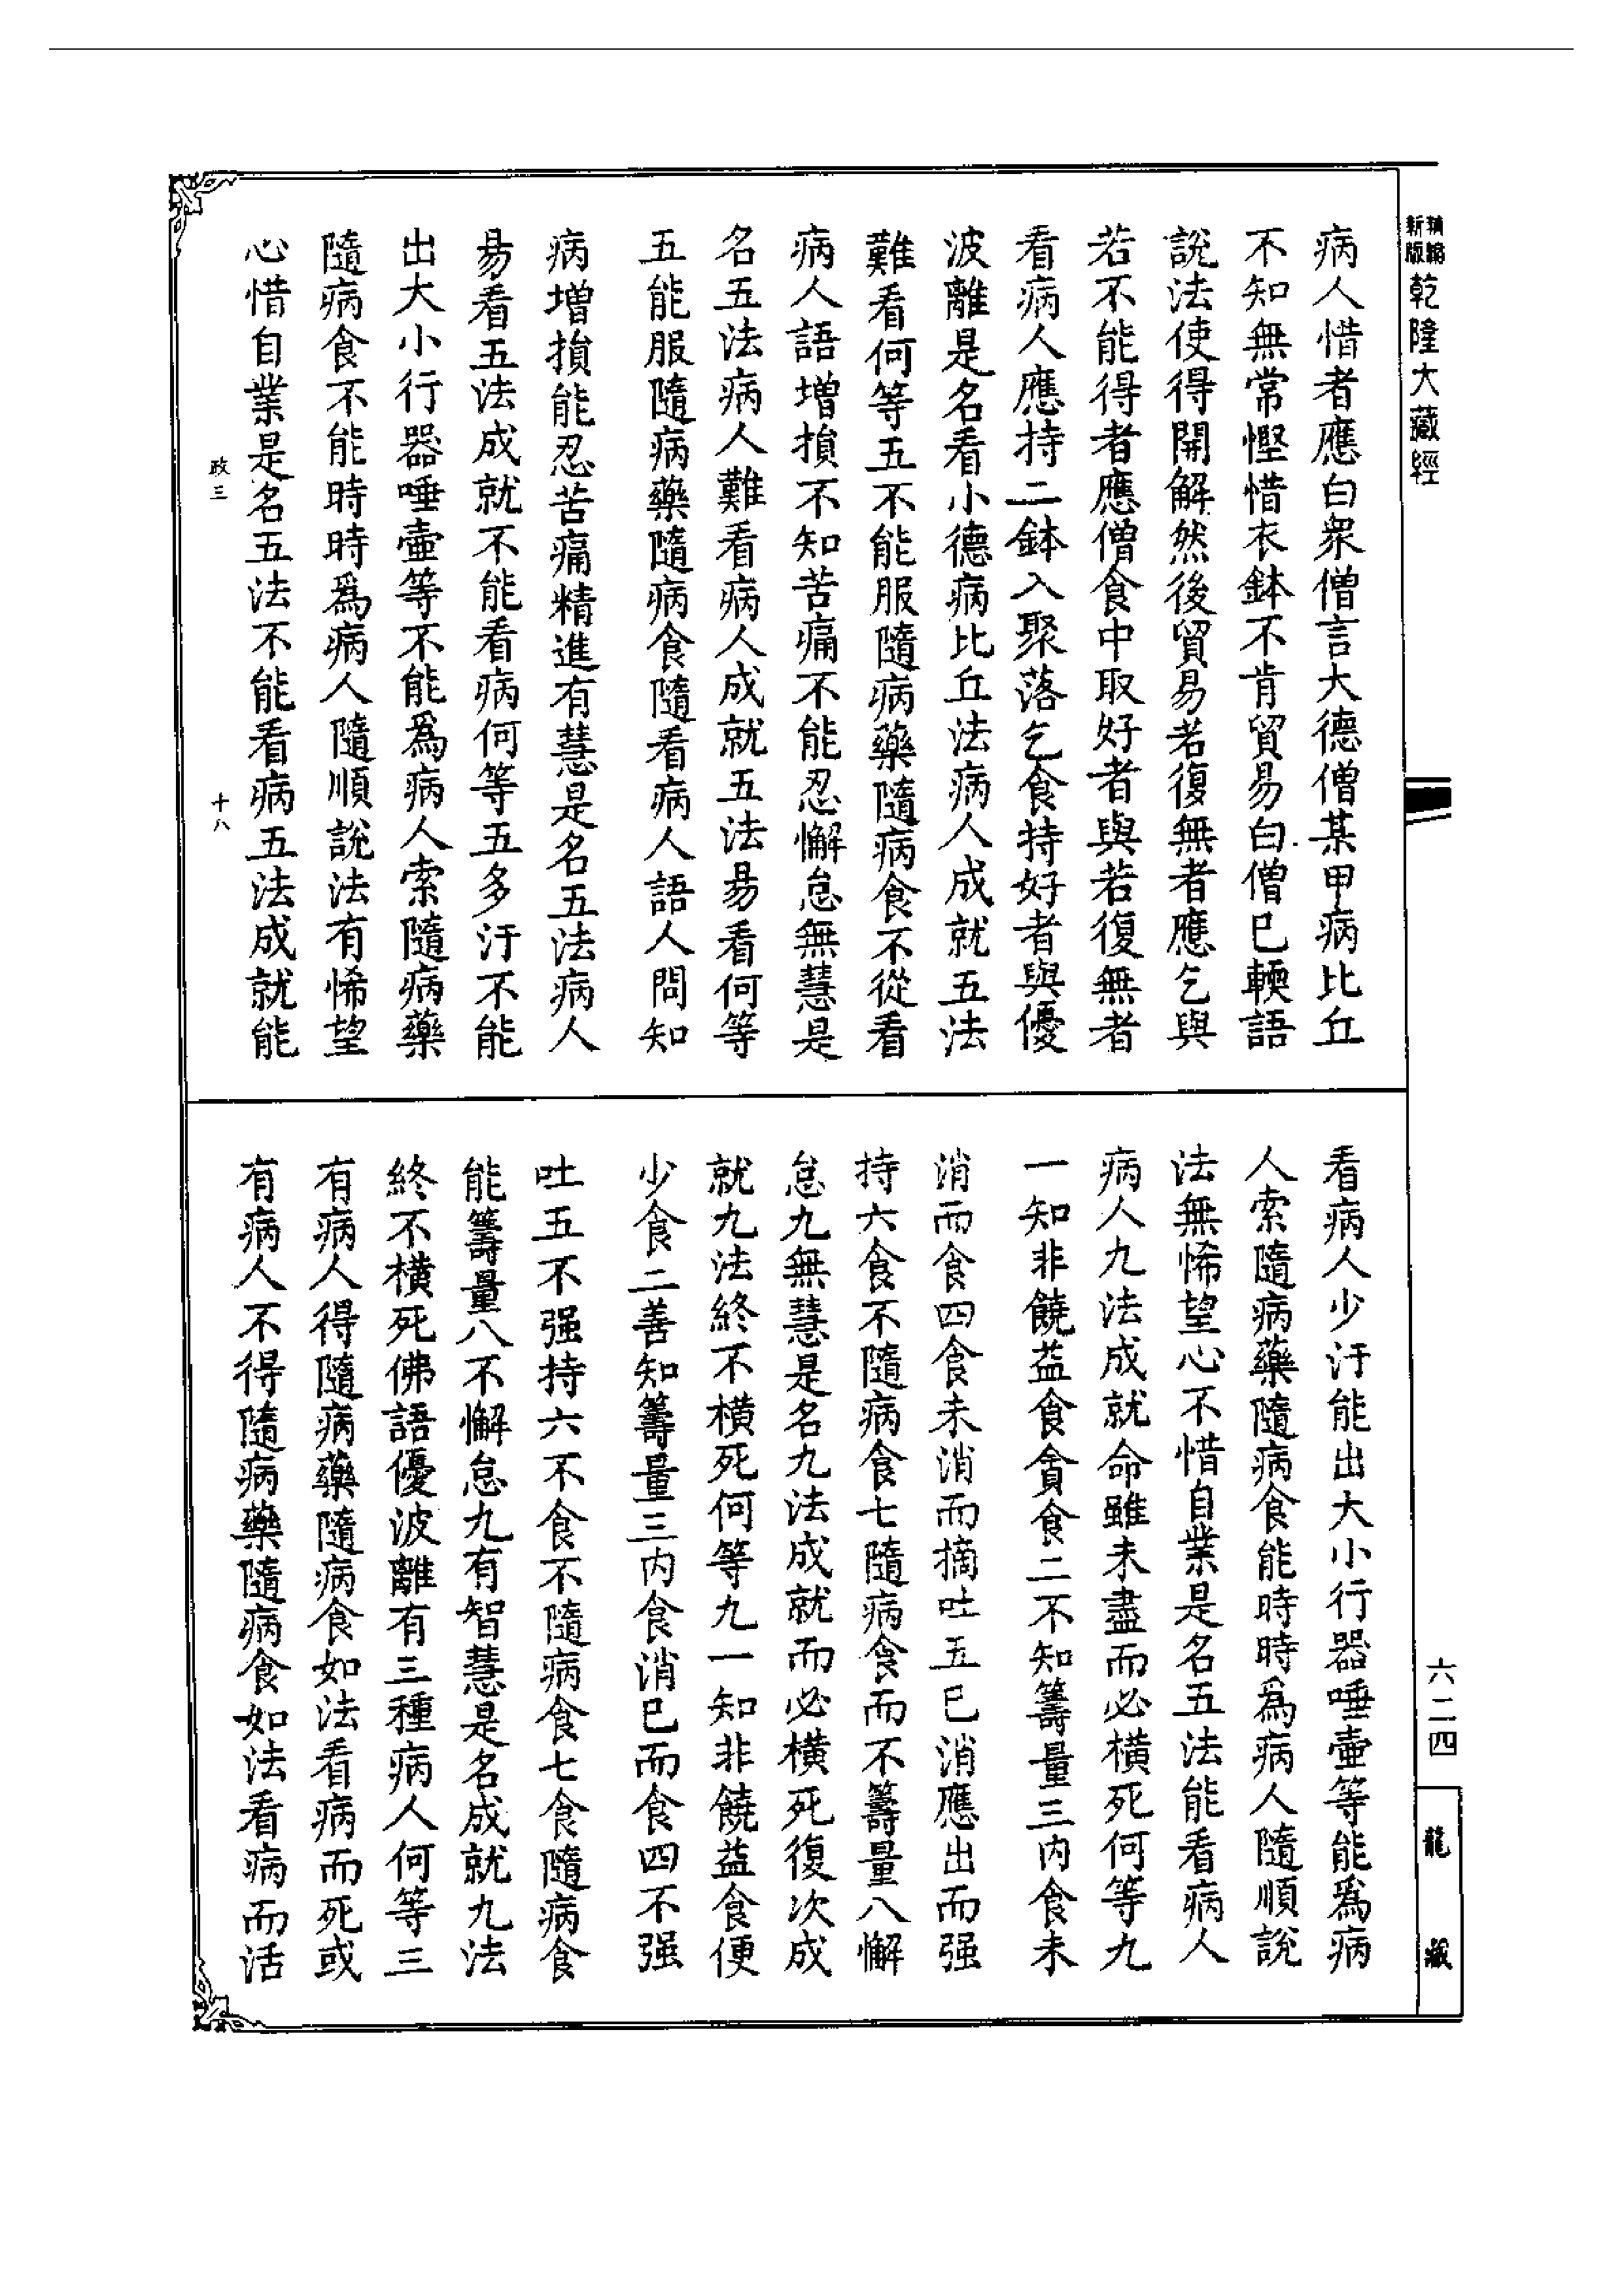 新版精縮乾隆大藏經
病人惜者應白衆僧言大德僧某甲病比丘
不知無常慳惜衣鉢不肯貿易白僧已輭語
說法使得開解然後貿易若復無者應乞與
若不能得者應僧食中取好者與若復無者
看病人應持二鉢入聚落乞食持好者與優
波離是名看小德病比丘法病人成就五法
難看何等五不能服隨病藥隨病食不從看
病人語增損不知苦痛不能忍懈怠無慧是
名五法病人難看病人成就五法易看何等
五能服隨病藥隨病食隨看病人語人問知
病增損能忍苦痛精進有慧是名五法病人
易看五法成就不能看病何等五多汙不能
出大小行器唾壷等不能爲病人索隨病藥
隨病食不能時時爲病人隨順說法有悕望
心惜自業是名五法不能看病五法成就能
政三 十八
看病人少汙能出大小行器唾壷等能爲病
人索隨病藥隨病食能時時爲病人隨順說
法無悕望心不惜自業是名五法能看病人
病人九法成就命雖未盡而必橫死何等九
一知非饒益食貪食二不知籌量三內食未
消而食四食未消而摘吐五已消應出而强
持六食不隨病食七隨病食而不籌量八懈
怠九無慧是名九法成就而必橫死復次成
就九法終不橫死何等九一知非饒益食便
少食二善知籌量三內食消已而食四不强
吐五不强持六不食不隨病食七食隨病食
能籌量八不懈怠九有智慧是名成就九法
終不橫死佛語優波離有三種病人何等三
有病人得隨病藥隨病食如法看病而死或
有病人不得隨病藥隨病食如法看病而活
六二四
龍藏